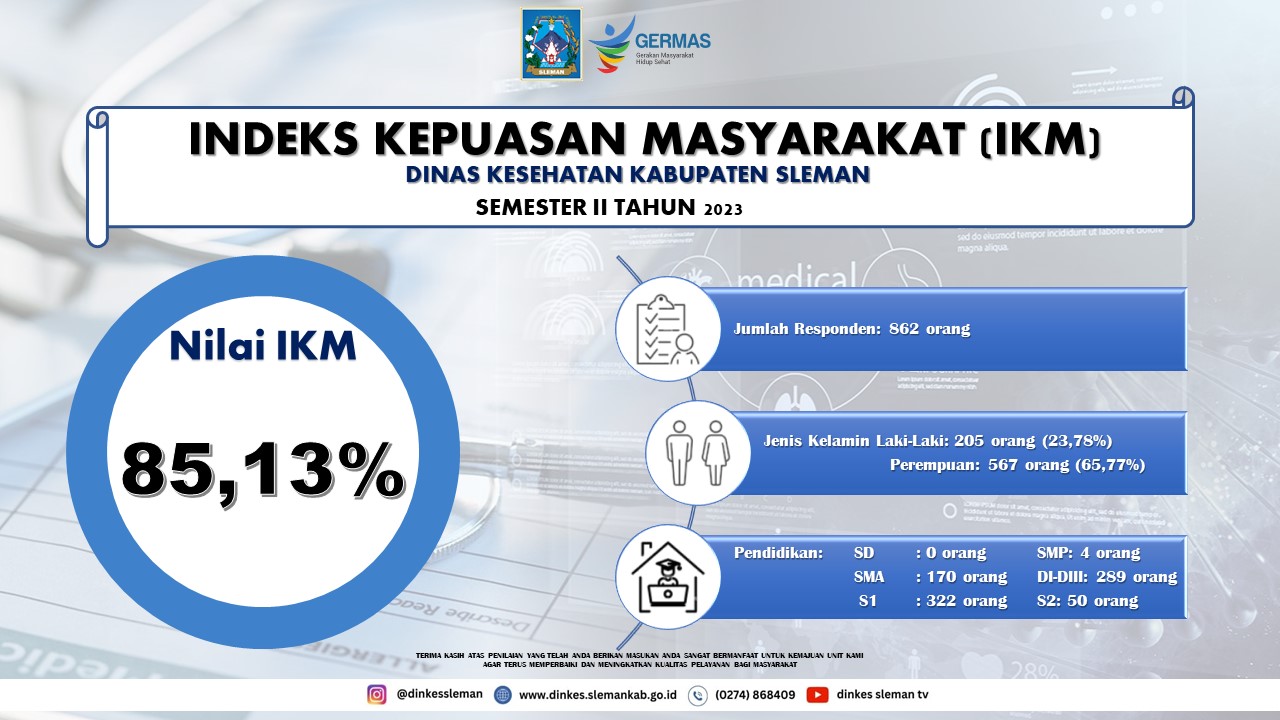 SLEMAN
GERMAS
Gerakan Masyarakat
Hidup Sehat
INDEKS KEPUASAN MASYARAKAT (IKM)
DINAS KESEHATAN KABUPATEN SLEMAN
SEMESTER II TAHUN 2023
Nilai IKM
85,13%
medical
Jumlah Responden: 862 orang
Jenis Kelamin Laki-Laki: 205 orang (23,78%)
Perempuan: 567 orang (65,77%)
Pendidikan: SD : 0 orang SMP: 4 orang
SMA : 170 orang DI-DIII: 289 orang
S1 : 322 orang S2: 50 orang
28%
TERIMA KASIH ATAS PENILAIAN YANG TELAH ANDA BERIKAN MASUKAN ANDA SANGAT BERMANFAAT UNTUK KEMAJUAN UNIT KAMI
AGAR TERUS MEMPERBAIKI DAN MENINGKATKAN KUALITAS PELAYANAN BAGI MASYARAKAT
@dinkessleman www.dinkes.slemankab.go.id (0274) 868409 dinkes sleman tv